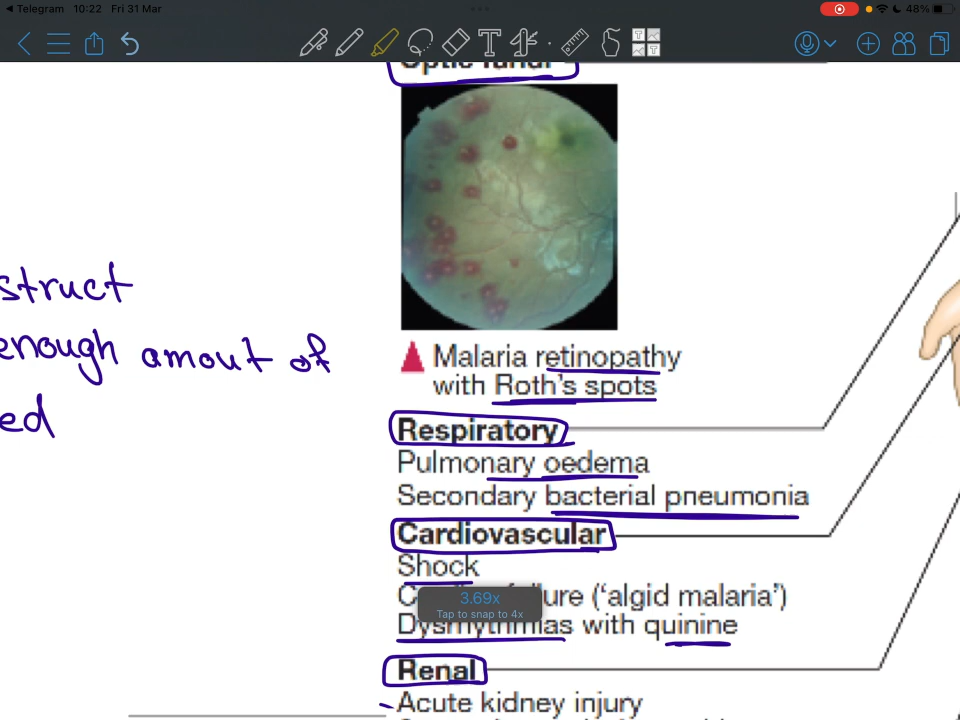 Telegram 10:22 Fri 31 Mar
48%
Optic fundi
struct
enough amout of
ed
Malaria retinopathy
with Roth's spots
Respiratory
Pulmonary oedema
Secondary bacterial pneumonia
Cardiovascular
Shock
3.69x
Tap to snap to 4x
('algid malaria')
Dysrhythmias with quinine
Renal
Acute kidney injury